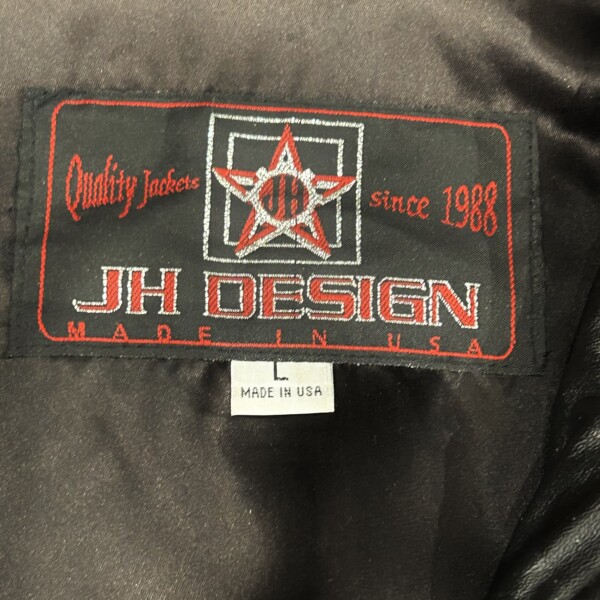 Quality Jackets
since 1988
JH
JH DESIGN
MADE IN USA
L
MADE IN USA